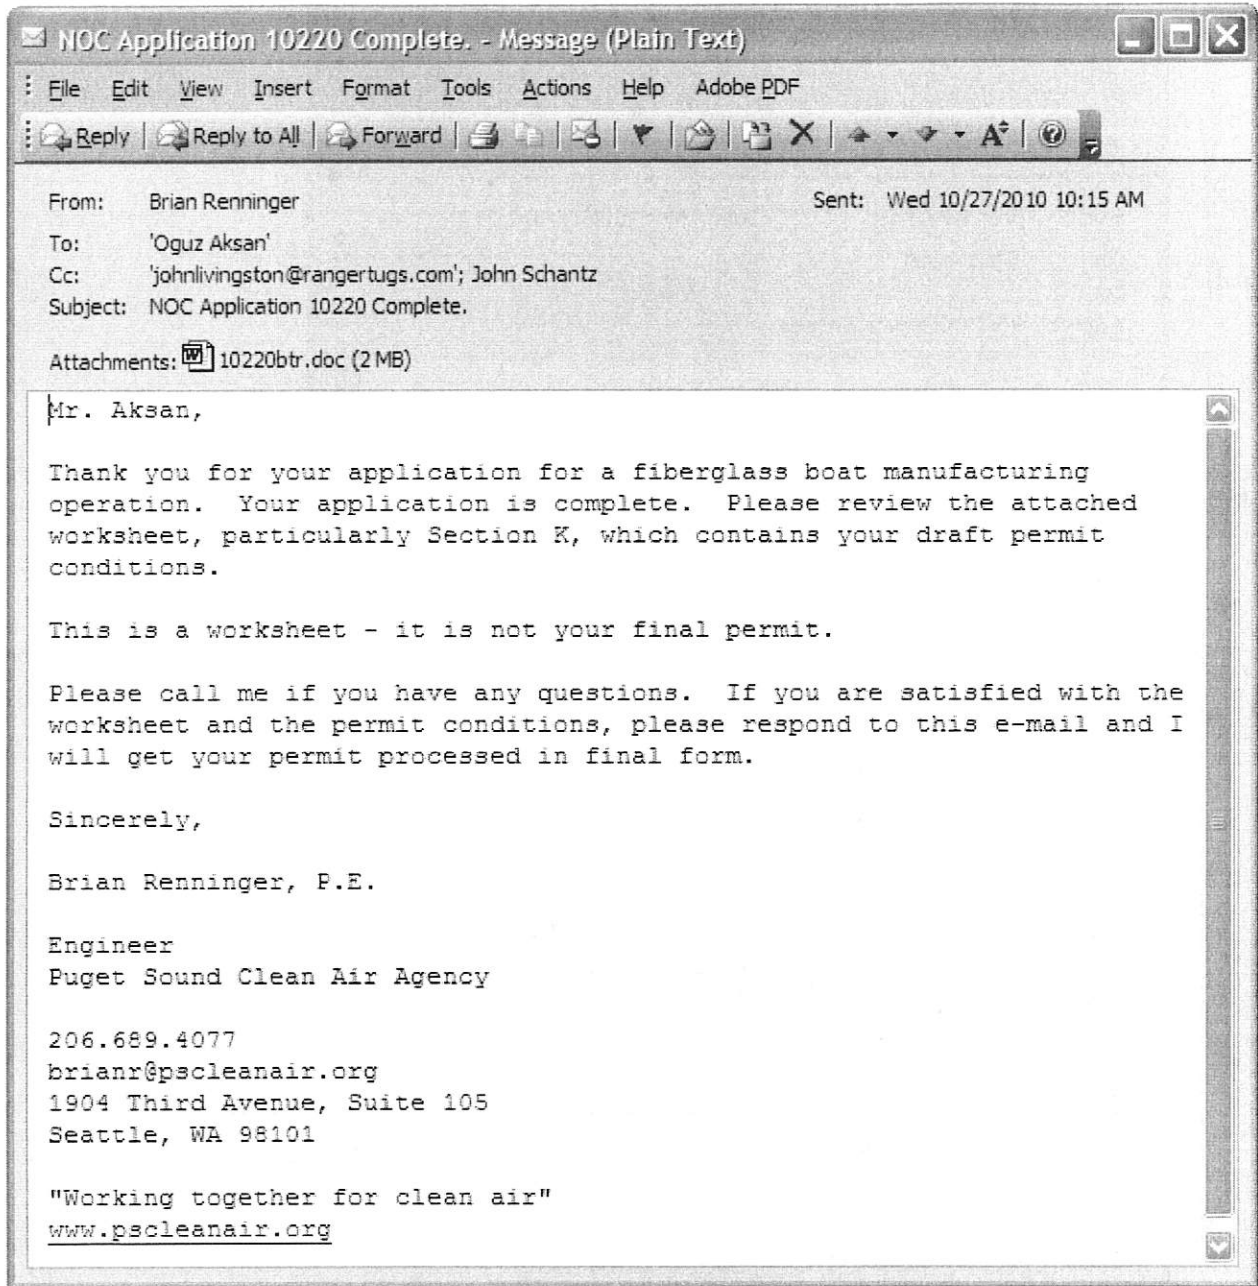 NOC Application 10220 Complete. - Message (Plain Text)
File Edit View Insert Format Tools Actions Help Adobe PDF
Reply Reply to All Forward
From: Brian Renninger Sent: Wed 10/27/2010 10:15 AM
To: 'Oguz Aksan'
Cc: 'johnlivingston@rangertugs.com'; John Schantz
Subject: NOC Application 10220 Complete.
Attachments: 10220btr.doc (2 MB)
Mr. Aksan,
Thank you for your application for a fiberglass boat manufacturing
operation. Your application is complete. Please review the attached
worksheet, particularly Section K, which contains your draft permit
conditions.
This is a worksheet - it is not your final permit.
Please call me if you have any questions. If you are satisfied with the
worksheet and the permit conditions, please respond to this e-mail and I
will get your permit processed in final form.
Sincerely,
Brian Renninger, P.E.
Engineer
Puget Sound Clean Air Agency
206.689.4077
brianr@pscleanair.org
1904 Third Avenue, Suite 105
Seattle, WA 98101
"Working together for clean air"
www.pscleanair.org